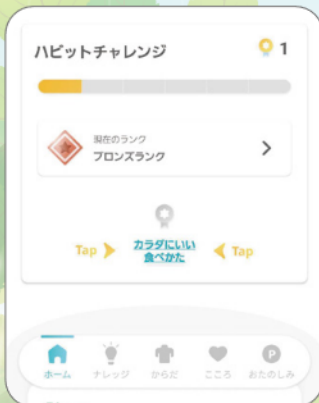 ハビットチャレンジ
1
現在のランク
ブロンズランク
Tap
カラダにいい
食べかた
Tap
ホーム
ナレッジ
からだ
こころ
P
おたのしみ